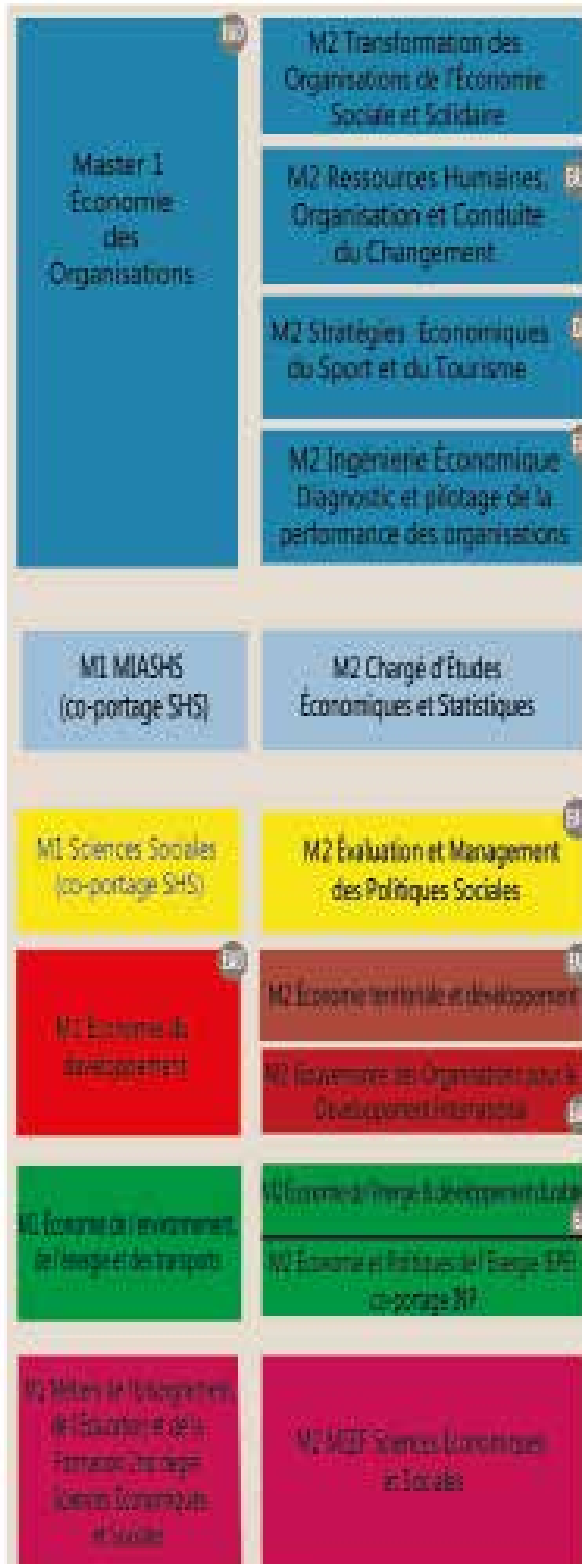 Master 1
Économie
des
Organisations
M2 Transformation des
Organisations de l'Économie
Sociale et Solidaire
M2 Ressources Humaines,
Organisation et Conduite
du Changement
M2 Stratégies Économiques
du Sport et du Tourisme
M2 Ingénierie Économique
Diagnostic et pilotage de la
performance des organisations
M1 MIASHS
(co-portage SHS)
M2 Chargé d'Études
Économiques et Statistiques
M1 Sciences Sociales
(co-portage SHS)
M2 Évaluation et Management
des Politiques Sociales
M1 Économie du
développement
M2 Économie territoriale et développement
M2 Gouvernance des Organisations pour le
Développement International
M1 Économie de l'environnement,
de l'énergie et des transports
M2 Économie de l'énergie & développement durable
M2 Économie et Politiques de l'Énergie
co-portage
M1 Métiers de l'Enseignement,
de l'Éducation et de la
Formation 2nd degré
Sciences Économiques
et Sociales
M2 MEEF Sciences Économiques
et Sociales